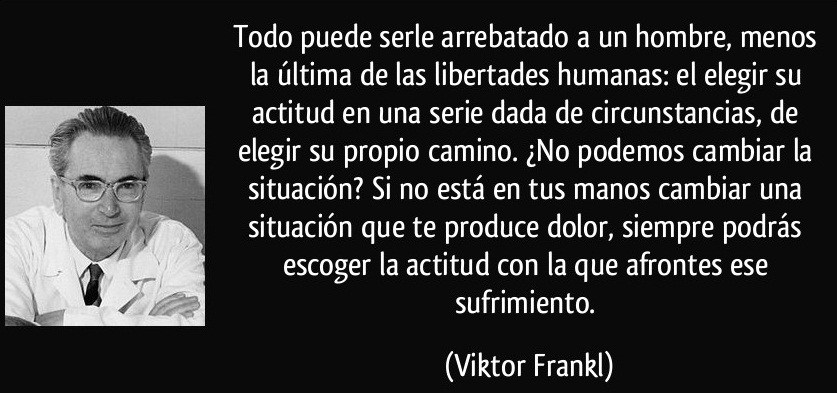 Todo puede serle arrebatado a un hombre, menos
la última de las libertades humanas: el elegir su
actitud en una serie dada de circunstancias, de
elegir su propio camino. ¿No podemos cambiar la
situación? Si no está en tus manos cambiar una
situación que te produce dolor, siempre podrás
escoger la actitud con la que afrontes ese
sufrimiento.
(Viktor Frankl)